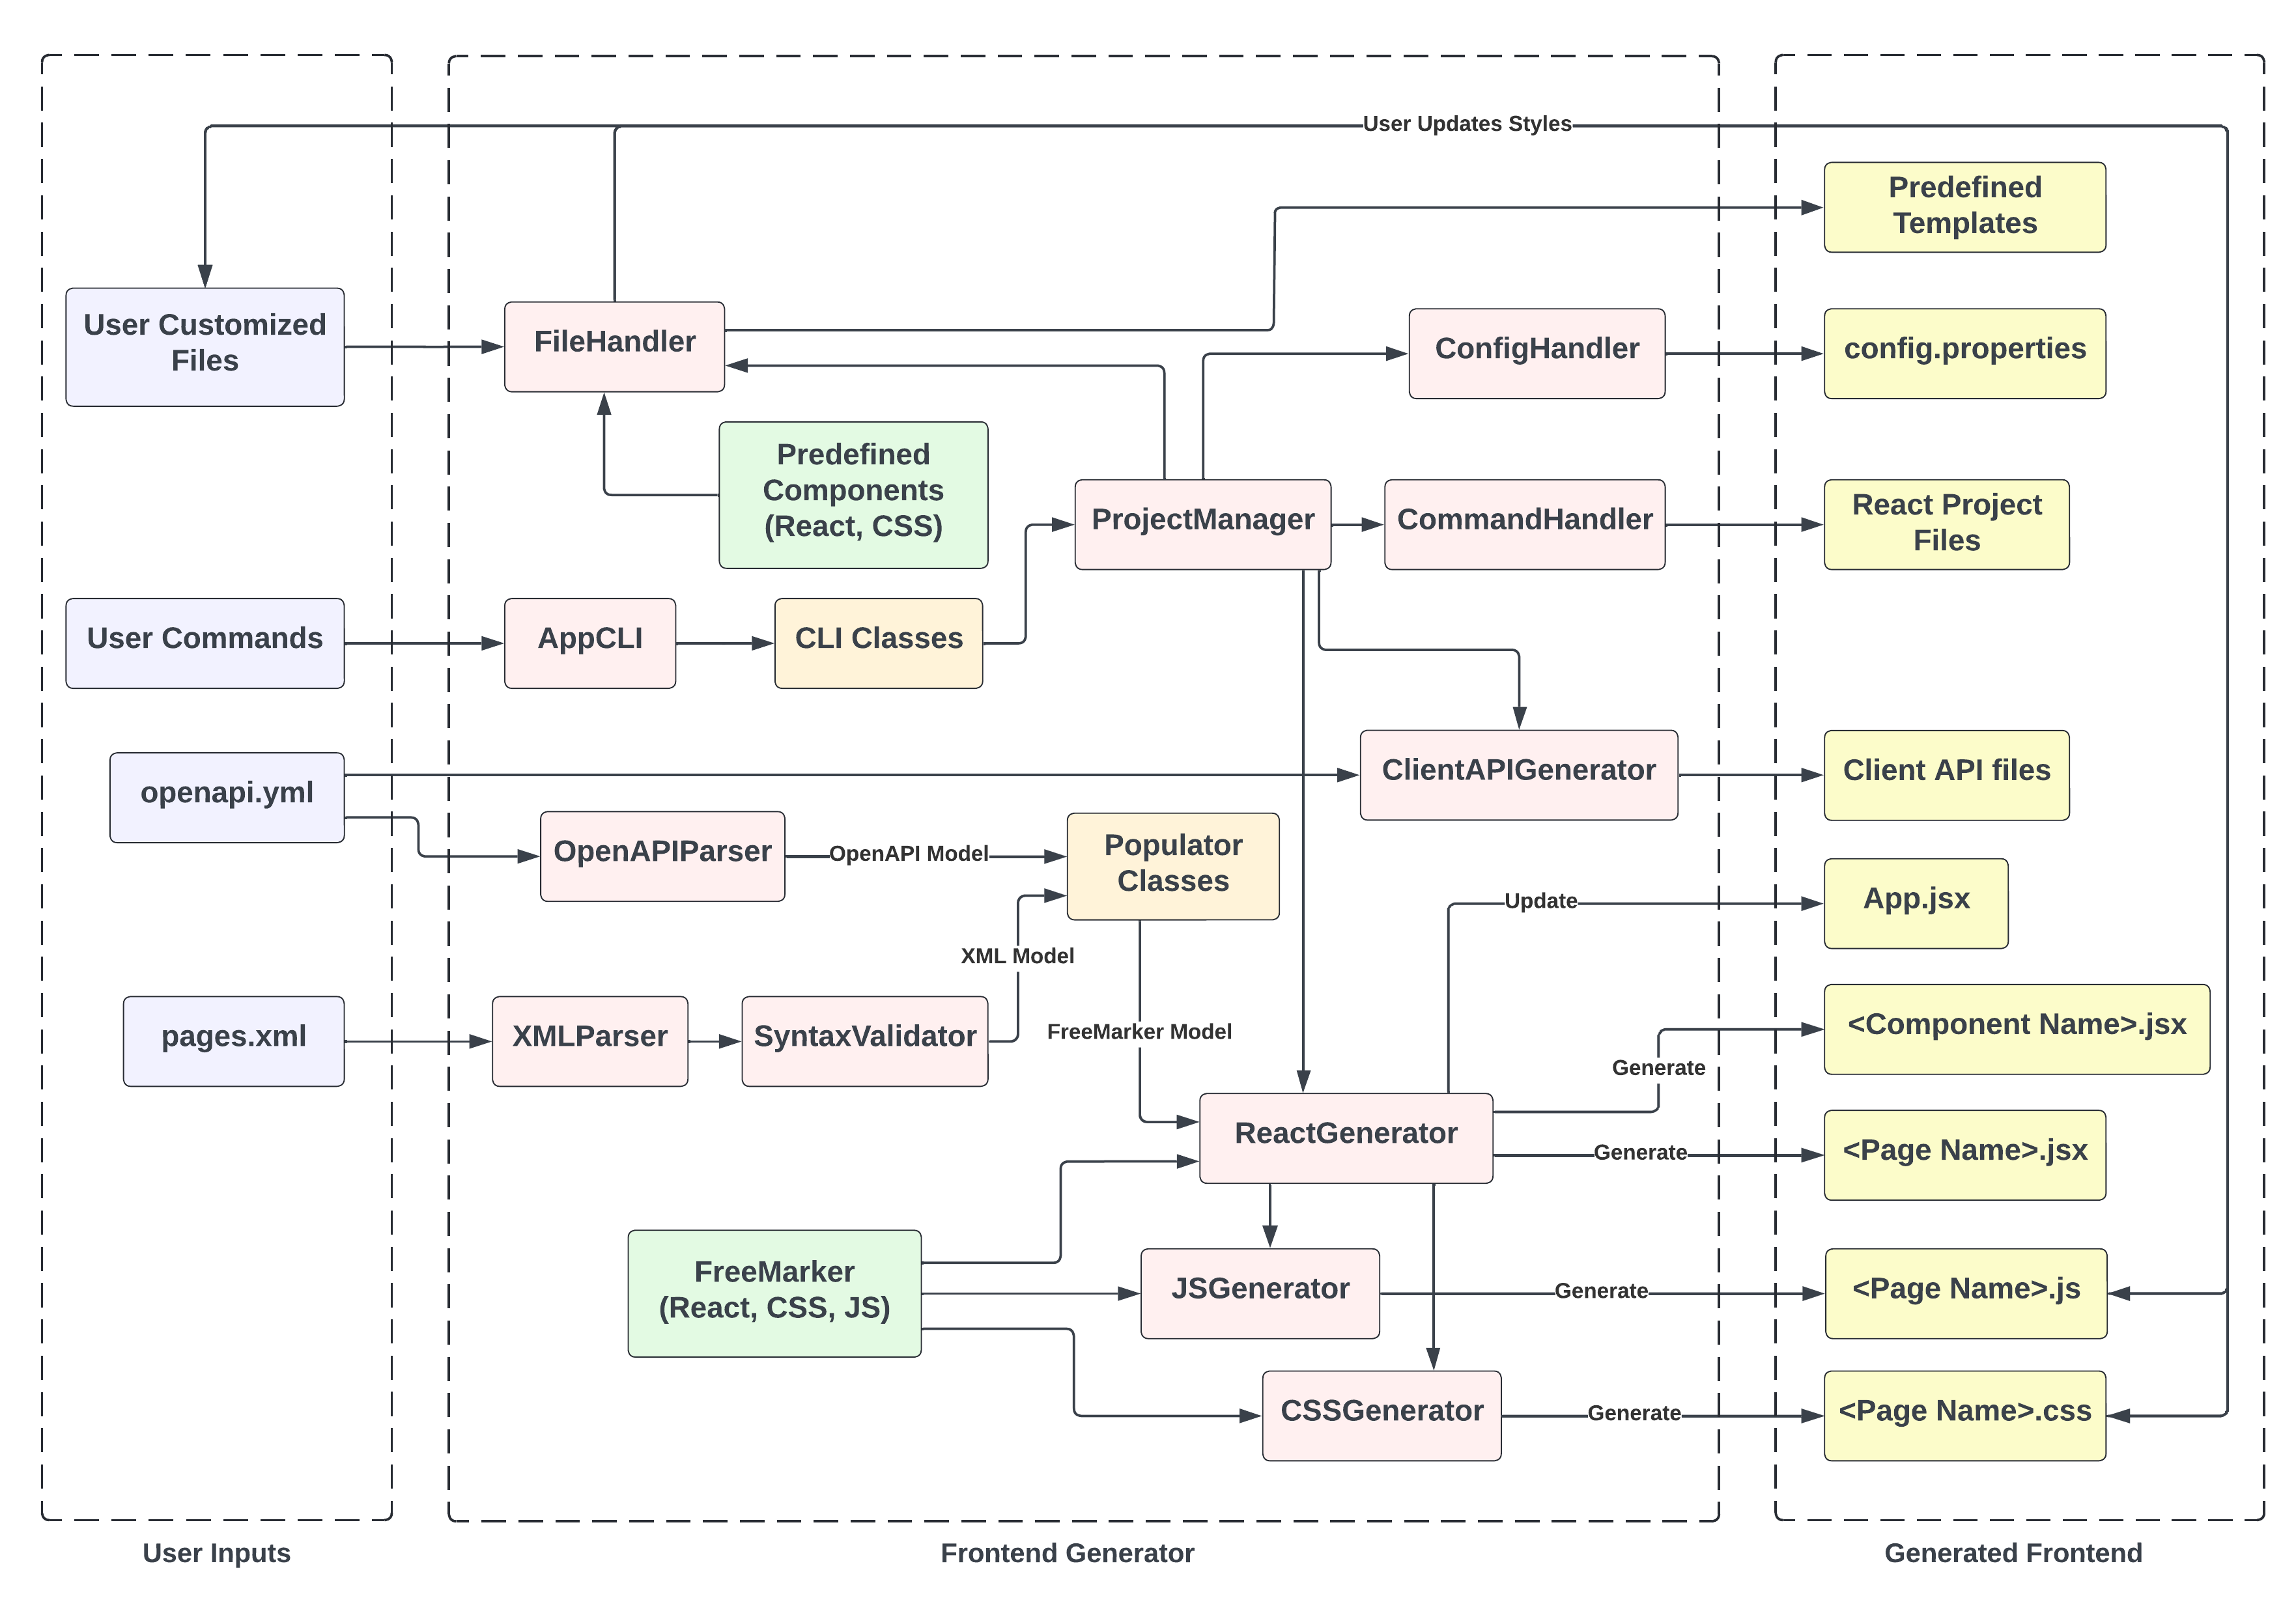 User Updates Styles
Predefined
Templates
User Customized
Files
FileHandler
ConfigHandler
config.properties
Predefined
Components
(React, CSS)
ProjectManager
CommandHandler
React Project
Files
User Commands
AppCLI
CLI Classes
openapi.yml
ClientAPIGenerator
Client API files
OpenAPIParser
OpenAPI Model
Populator
Classes
Update
App.jsx
XML Model
pages.xml
XMLParser
SyntaxValidator
FreeMarker Model
<Component Name>.jsx
Generate
ReactGenerator
Generate
<Page Name>.jsx
FreeMarker
(React, CSS, JS)
JSGenerator
Generate
<Page Name>.js
CSSGenerator
Generate
<Page Name>.css
User Inputs
Frontend Generator
Generated Frontend